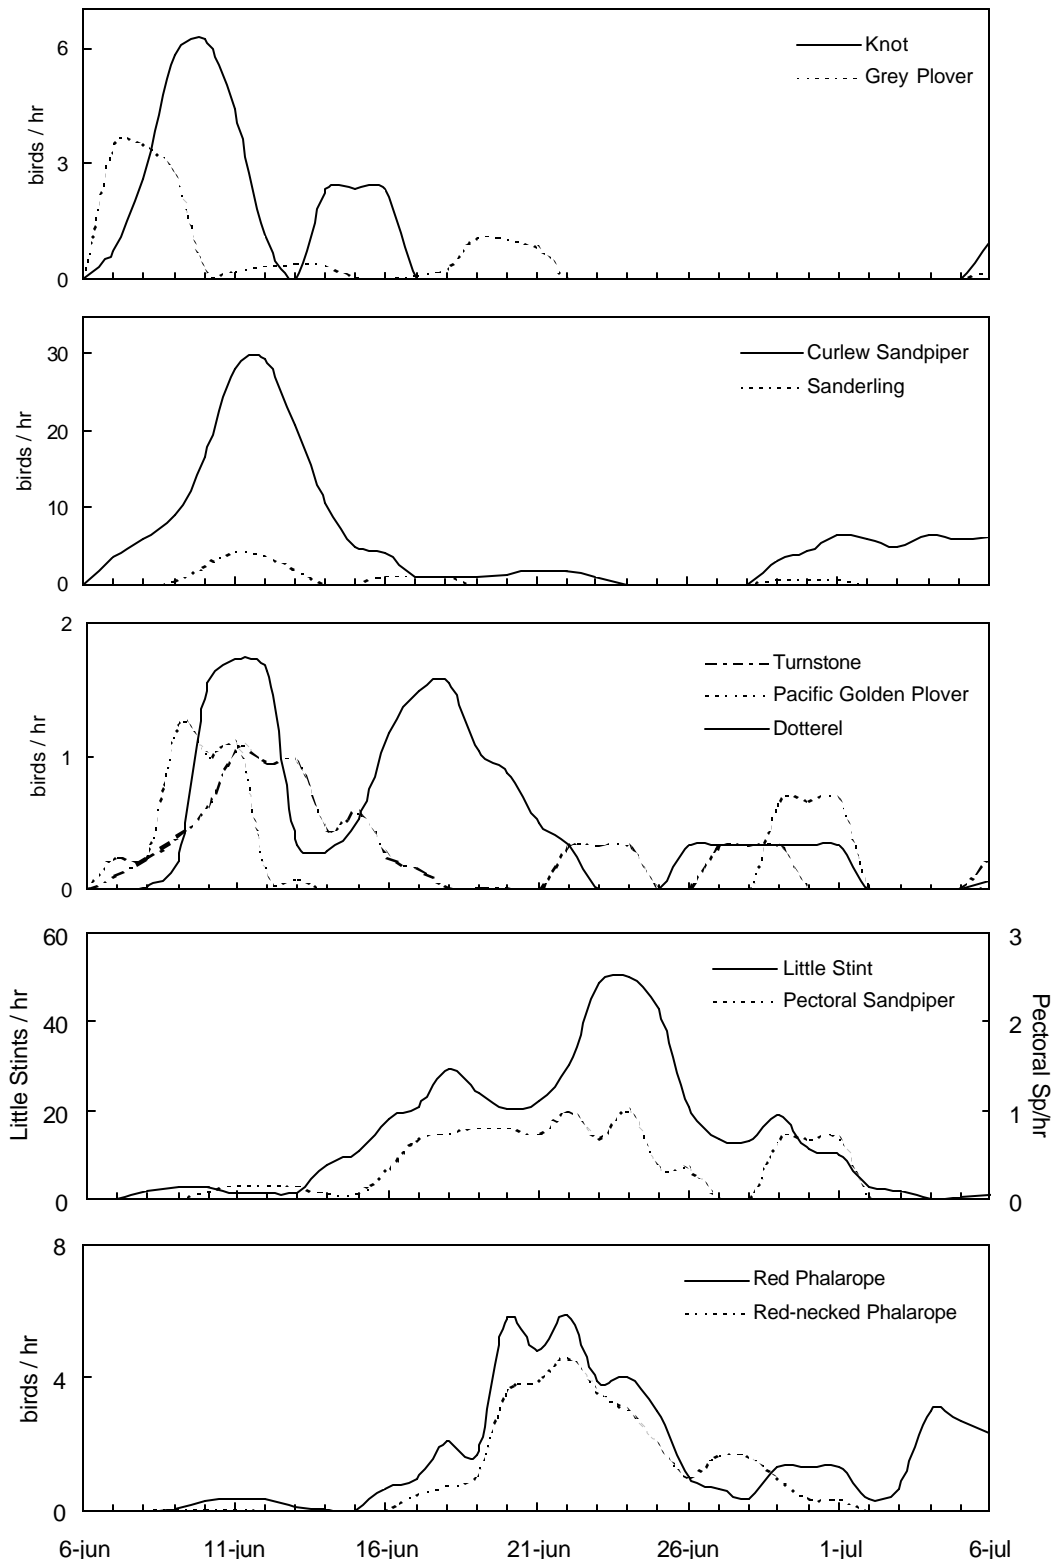 6
3
0
birds / hr
Knot
Grey Plover
30
20
10
0
birds / hr
Curlew Sandpiper
Sanderling
2
1
0
birds / hr
Turnstone
Pacific Golden Plover
Dotterel
60
40
20
0
Little Stints / hr
Little Stint
Pectoral Sandpiper
3
2
1
0
Pectoral Sp/hr
8
4
0
birds / hr
Red Phalarope
Red-necked Phalarope
6-jun 11-jun 16-jun 21-jun 26-jun 1-jul 6-jul